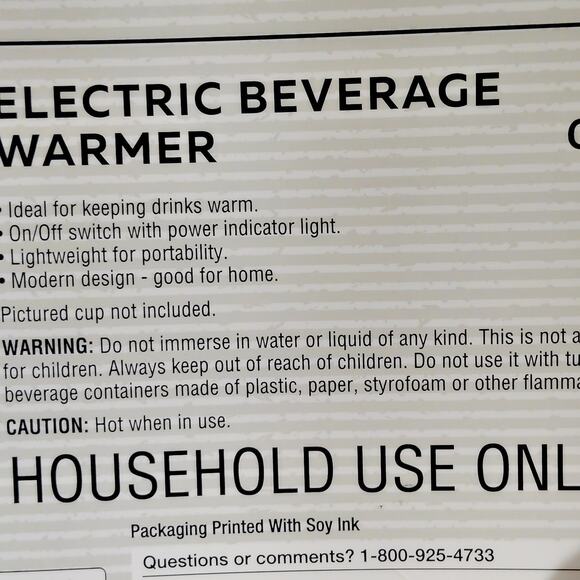 ELECTRIC BEVERAGE
WARMER
• Ideal for keeping drinks warm.
• On/Off switch with power indicator light.
• Lightweight for portability.
• Modern design - good for home.
Pictured cup not included.
WARNING: Do not immerse in water or liquid of any kind. This is not a
for children. Always keep out of reach of children. Do not use it with
beverage containers made of plastic, paper, styrofoam or other
CAUTION: Hot when in use.
HOUSEHOLD USE
Packaging Printed With Soy Ink
Questions or comments? 1-800-925-4733